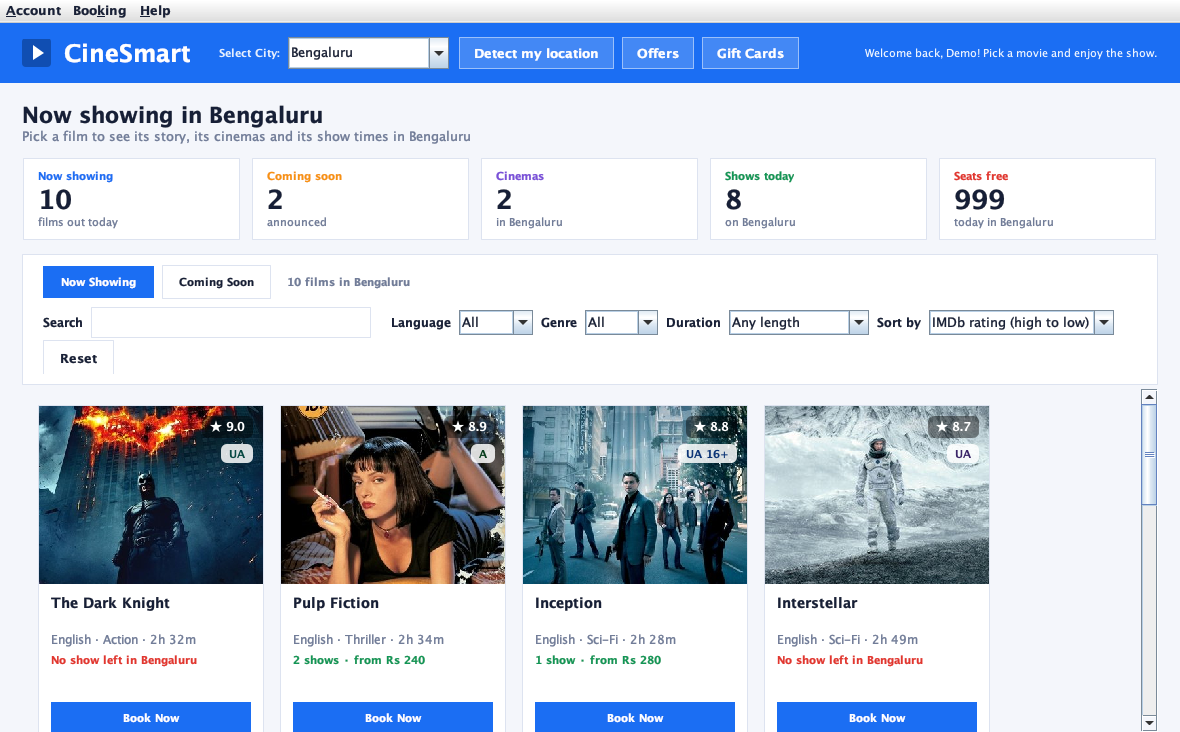 Account Booking Help
CineSmart Select City: Bengaluru Detect my location Offers Gift Cards Welcome back, Demo! Pick a movie and enjoy the show.
Now showing in Bengaluru
Pick a film to see its story, its cinemas and its show times in Bengaluru
Now showing
10
films out today
Coming soon
2
announced
Cinemas
2
in Bengaluru
Shows today
8
on Bengaluru
Seats free
999
today in Bengaluru
Now Showing Coming Soon 10 films in Bengaluru
Search Language All Genre All Duration Any length Sort by IMDb rating (high to low)
Reset
★ 9.0
UA
The Dark Knight
English · Action · 2h 32m
No show left in Bengaluru
Book Now
★ 8.9
A
Pulp Fiction
English · Thriller · 2h 34m
2 shows · from Rs 240
Book Now
★ 8.8
UA 16+
Inception
English · Sci-Fi · 2h 28m
1 show · from Rs 280
Book Now
★ 8.7
UA
Interstellar
English · Sci-Fi · 2h 49m
No show left in Bengaluru
Book Now